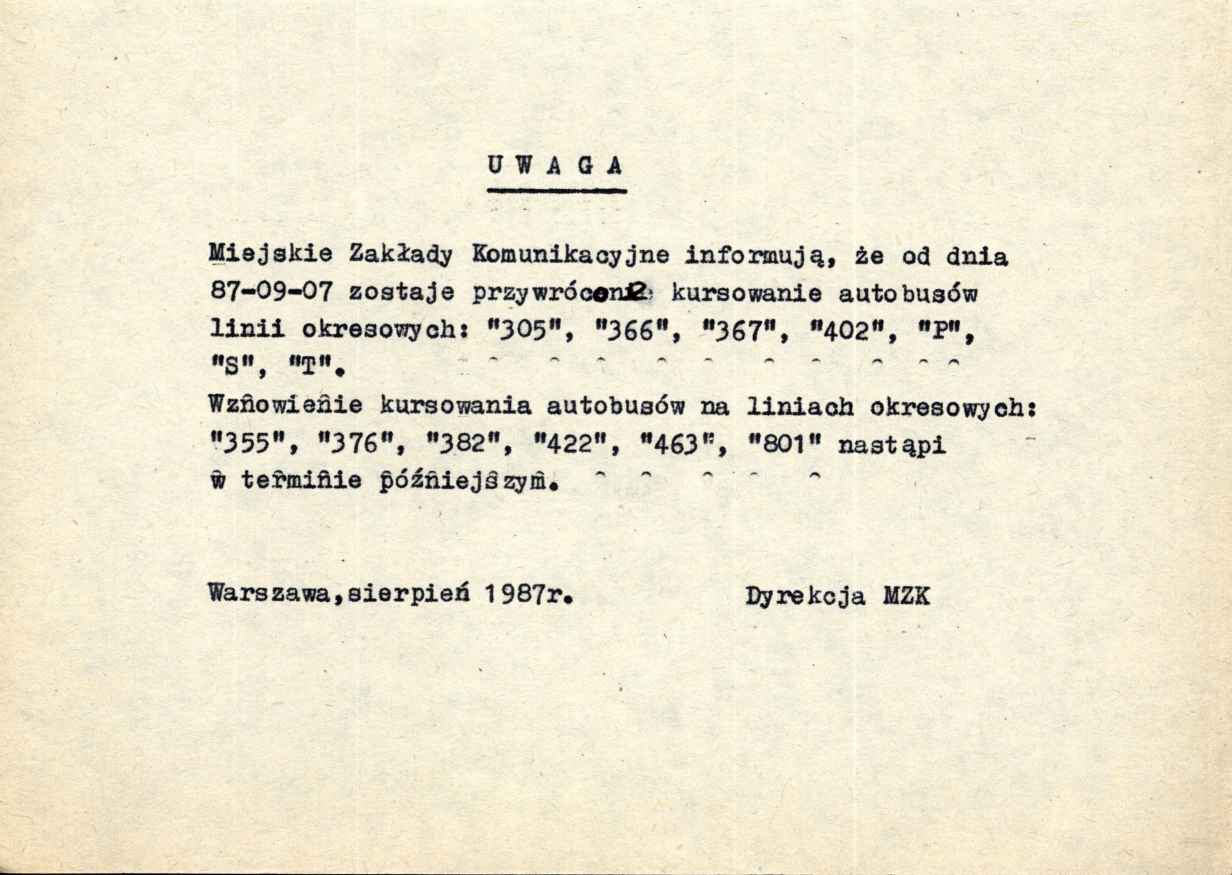 U W A G A
Miejskie Zakłady Komunikacyjne informują, że od dnia
87-09-07 zostaje przywrócone kursowanie autobusów
linii okresowych: "305", "366", "367", "402", "P",
"S", "T".
Wznowienie kursowania autobusów na liniach okresowych:
"355", "376", "382", "422", "463", "801" nastąpi
w terminie późniejszym.
Warszawa,sierpień 1987r. Dyrekcja MZK